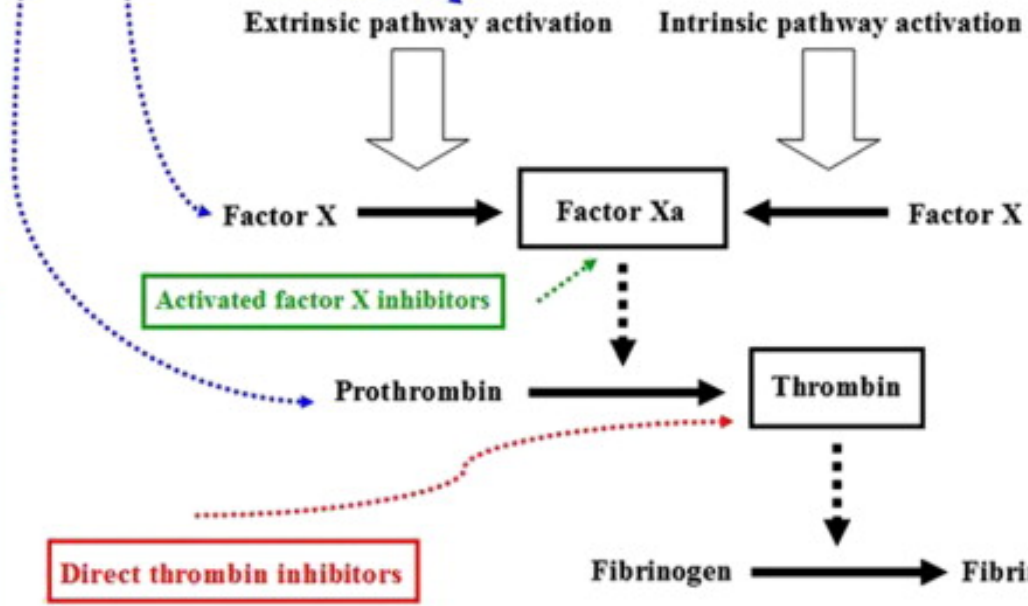 Extrinsic pathway activation
Intrinsic pathway activation
Factor X
Factor Xa
Factor X
Activated factor X inhibitors
Prothrombin
Thrombin
Direct thrombin inhibitors
Fibrinogen